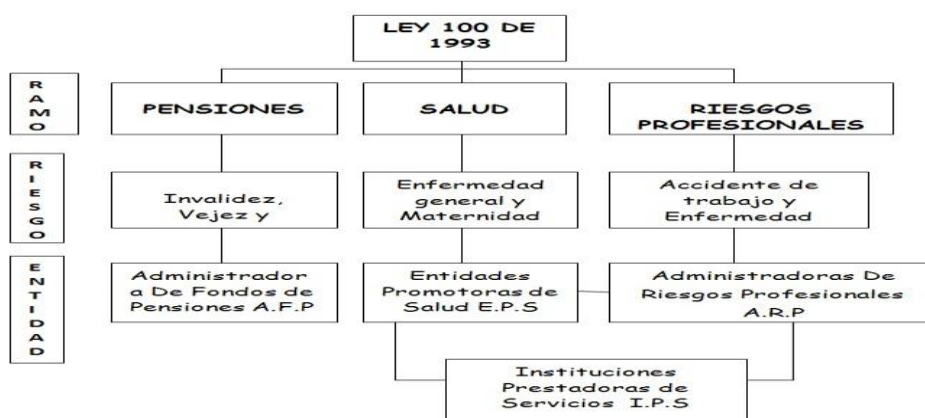 LEY 100 DE
1993
R
A
M
O
PENSIONES
SALUD
RIESGOS
PROFESIONALES
R
I
E
S
G
O
Invalidez,
Vejez y
Enfermedad
general y
Maternidad
Accidente de
trabajo y
Enfermedad
E
N
T
I
D
A
D
Administrador
a De Fondos de
Pensiones A.F.P
Entidades
Promotoras de
Salud E.P.S
Administradoras De
Riesgos Profesionales
A.R.P
Instituciones
Prestadoras de
Servicios I.P.S